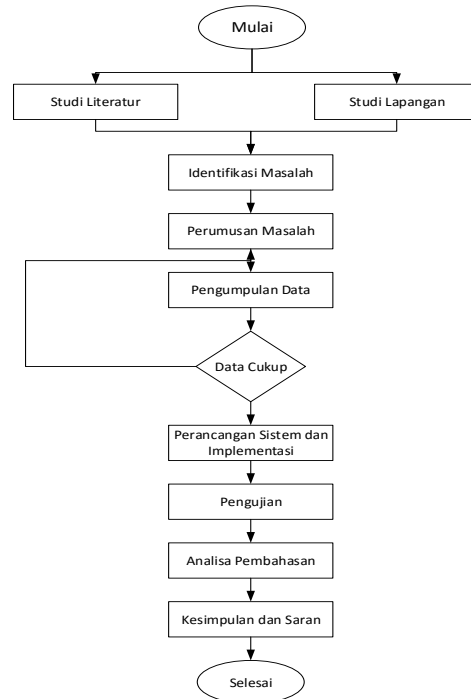 Mulai
Studi Literatur
Studi Lapangan
Identifikasi Masalah
Perumusan Masalah
Pengumpulan Data
Data Cukup
Perancangan Sistem dan
Implementasi
Pengujian
Analisa Pembahasan
Kesimpulan dan Saran
Selesai